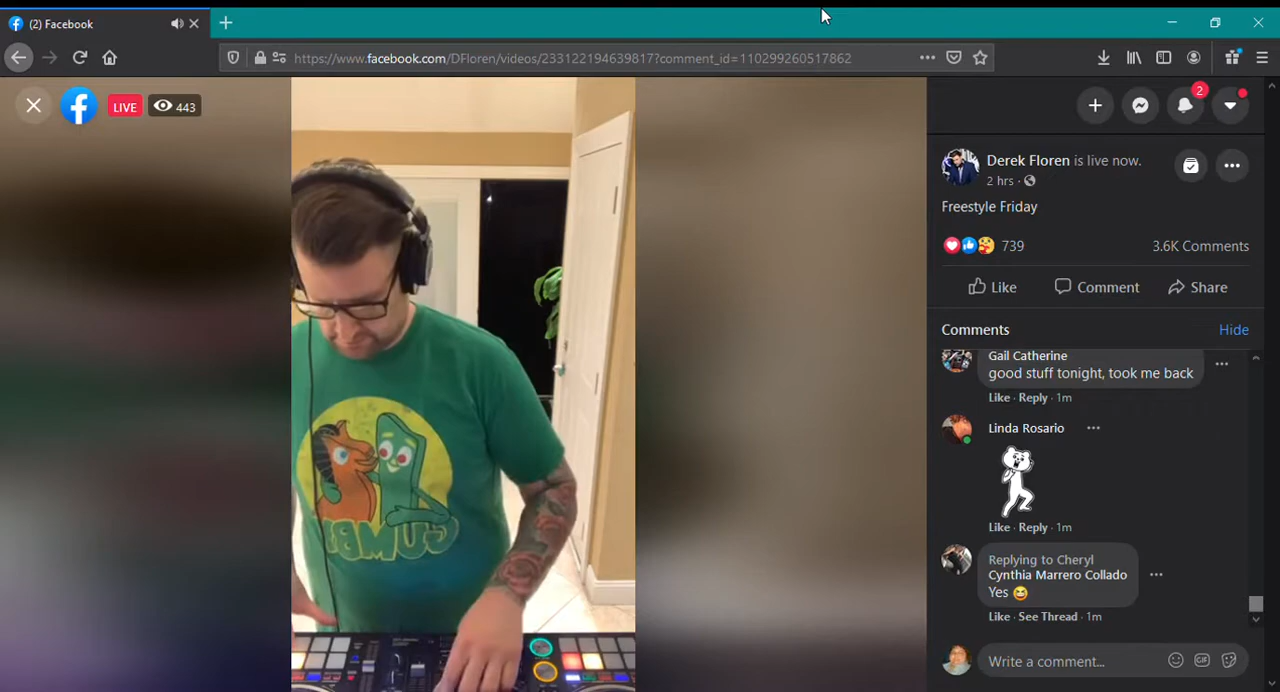 (2) Facebook
https://www.facebook.com/DFloren/videos/233122194639817?comment_id=110299260517862
LIVE 443
2
Derek Floren is live now.
2 hrs ·
Freestyle Friday
739 3.6K Comments
Like Comment Share
Comments Hide
Gail Catherine
good stuff tonight, took me back
Like · Reply · 1m
Linda Rosario
Like · Reply · 1m
Replying to Cheryl
Cynthia Marrero Collado
Yes 😆
Like · See Thread · 1m
Write a comment... GIF
GUMBY